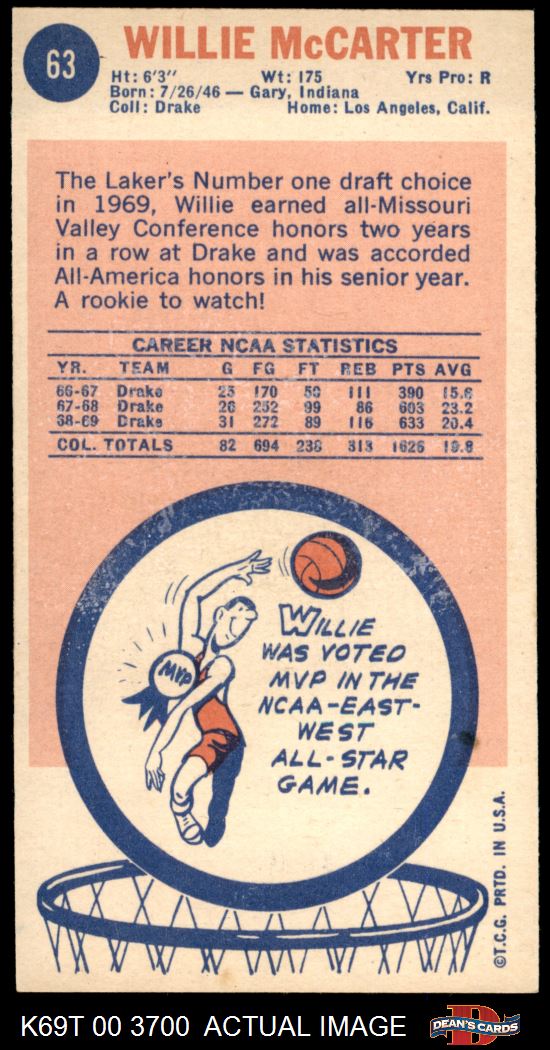 63
WILLIE McCARTER
Ht: 6'3" Wt: 175 Yrs Pro: R
Born: 7/26/46 — Gary, Indiana
Coll: Drake Home: Los Angeles, Calif.
The Laker's Number one draft choice
in 1969, Willie earned all-Missouri
Valley Conference honors two years
in a row at Drake and was accorded
All-America honors in his senior year.
A rookie to watch!
CAREER NCAA STATISTICS
YR. TEAM G FG FT REB PTS AVG
66-67 Drake 25 170 50 111 390 15.6
67-68 Drake 26 252 99 86 603 23.2
68-69 Drake 31 272 89 116 633 20.4
COL. TOTALS 82 694 238 313 1626 19.8
MVP
WILLIE
WAS VOTED
MVP IN THE
NCAA-EAST-
WEST
ALL-STAR
GAME.
©T.C.G. PRTD. IN U.S.A.
K69T 00 3700 ACTUAL IMAGE
D
DEAN'S CARDS